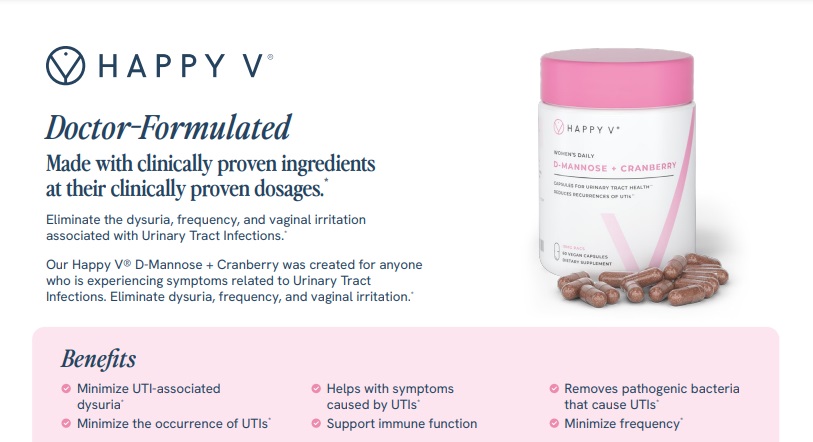 HAPPY V®
Doctor-Formulated
Made with clinically proven ingredients
at their clinically proven dosages.*
Eliminate the dysuria, frequency, and vaginal irritation
associated with Urinary Tract Infections.*
Our Happy V® D-Mannose + Cranberry was created for anyone
who is experiencing symptoms related to Urinary Tract
Infections. Eliminate dysuria, frequency, and vaginal irritation.*
HAPPY V®
WOMEN'S DAILY
D-MANNOSE + CRANBERRY
CAPSULES FOR URINARY TRACT HEALTH*
REDUCES RECURRENCES OF UTIs*
60 VEGAN CAPSULES
DIETARY SUPPLEMENT
Benefits
Minimize UTI-associated
dysuria*
Minimize the occurrence of UTIs*
Helps with symptoms
caused by UTIs*
Support immune function
Removes pathogenic bacteria
that cause UTIs*
Minimize frequency*